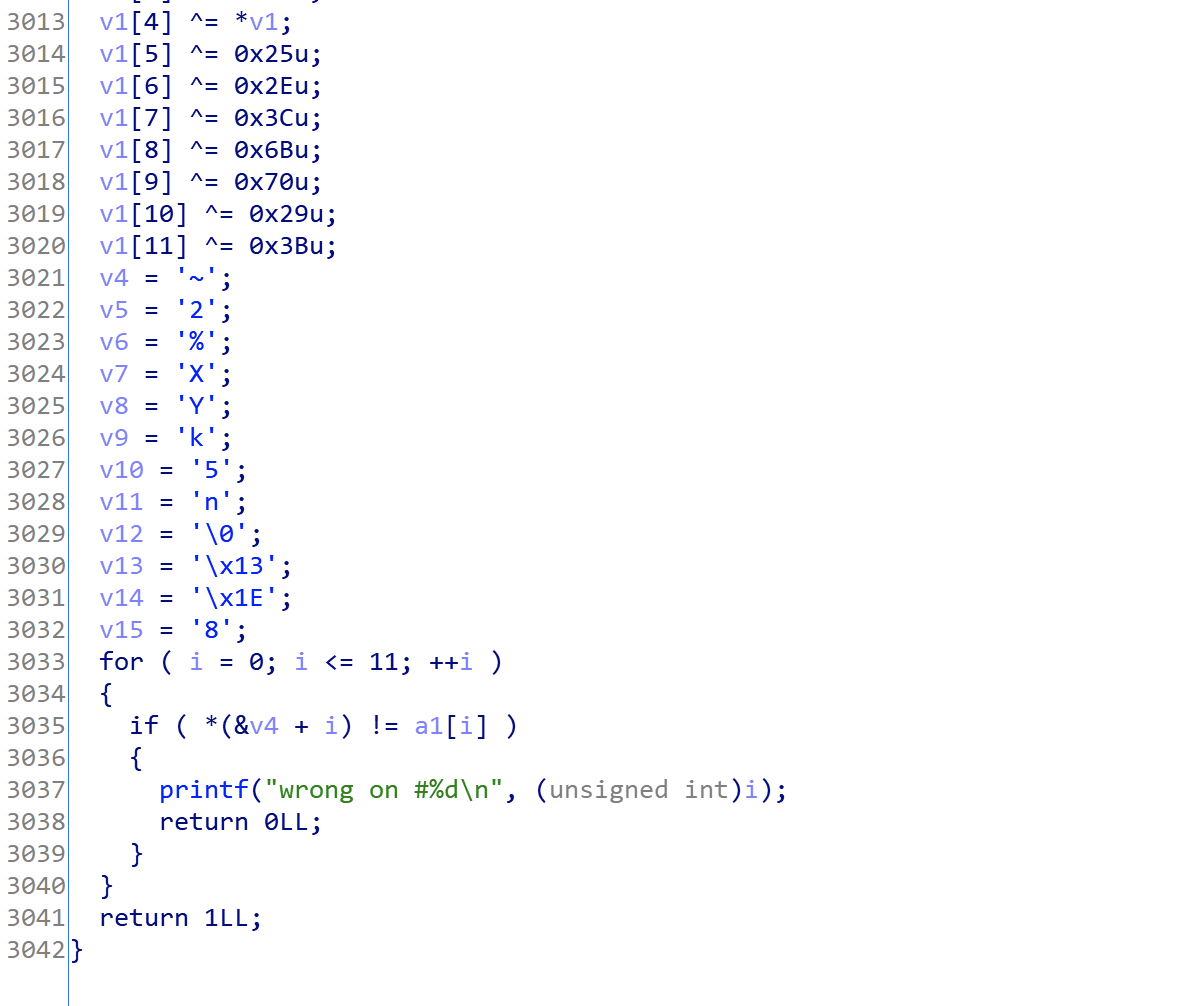 3013 v1[4] ^= *v1;
3014 v1[5] ^= 0x25u;
3015 v1[6] ^= 0x2Eu;
3016 v1[7] ^= 0x3Cu;
3017 v1[8] ^= 0x6Bu;
3018 v1[9] ^= 0x70u;
3019 v1[10] ^= 0x29u;
3020 v1[11] ^= 0x3Bu;
3021 v4 = '~';
3022 v5 = '2';
3023 v6 = '%';
3024 v7 = 'X';
3025 v8 = 'Y';
3026 v9 = 'k';
3027 v10 = '5';
3028 v11 = 'n';
3029 v12 = '\0';
3030 v13 = '\x13';
3031 v14 = '\x1E';
3032 v15 = '8';
3033 for ( i = 0; i <= 11; ++i )
3034 {
3035 if ( *(&v4 + i) != a1[i] )
3036 {
3037 printf("wrong on #%d\n", (unsigned int)i);
3038 return 0LL;
3039 }
3040 }
3041 return 1LL;
3042 }